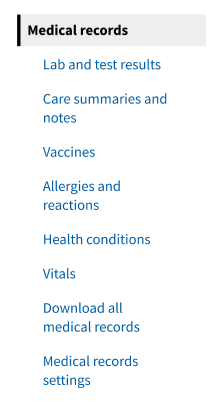 Medical records
Lab and test results
Care summaries and
notes
Vaccines
Allergies and
reactions
Health conditions
Vitals
Download all
medical records
Medical records
settings